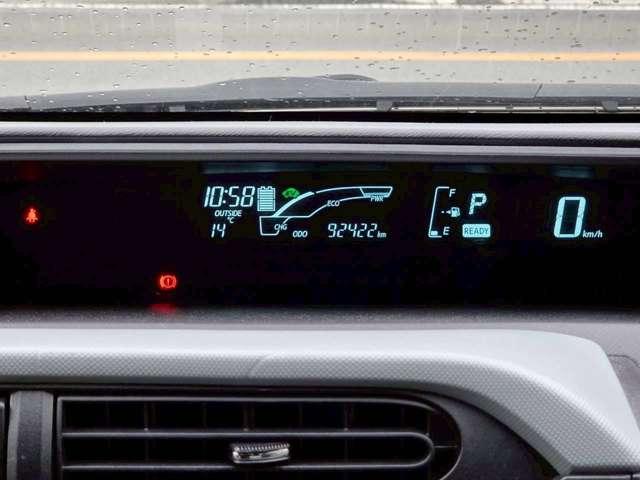 10:58
OUTSIDE
14 °C
CHG
ECO
PWR
ODO 92422 km
F
E
P
READY
0 km/h